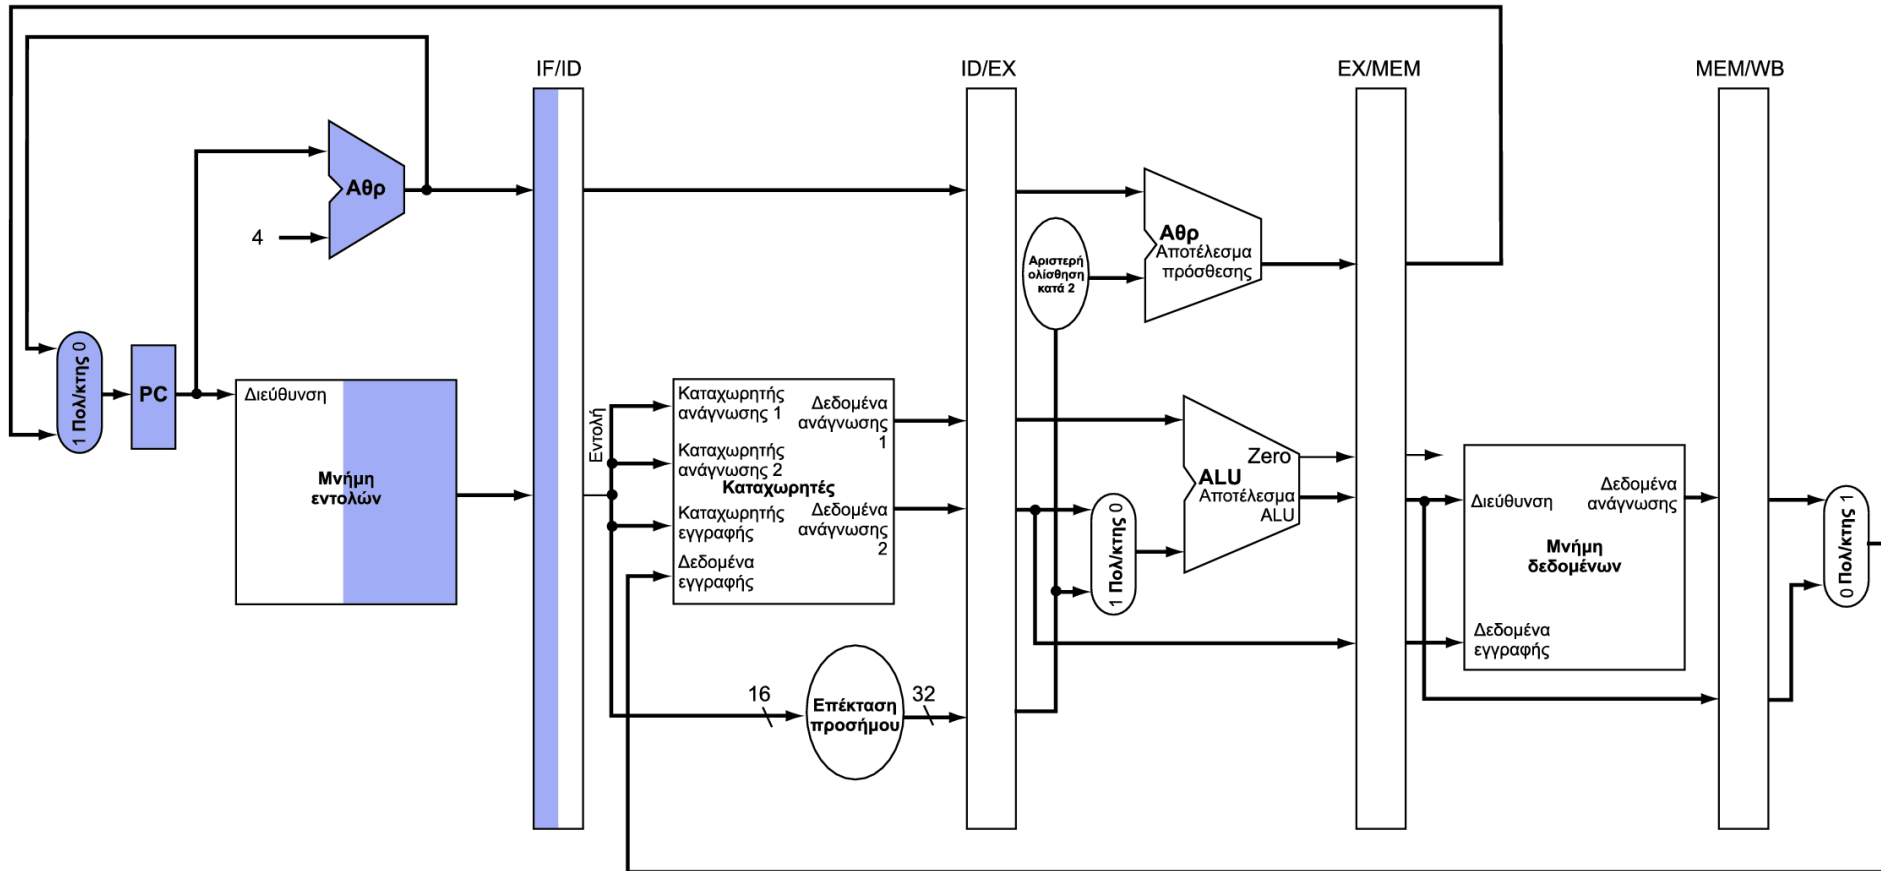 IF/ID
ID/EX
EX/MEM
MEM/WB
Αθρ
4
1 Πολ/κτης 0
PC
Διεύθυνση
Μνήμη
εντολών
Εντολή
Καταχωρητής
ανάγνωσης 1
Καταχωρητής
ανάγνωσης 2
Καταχωρητές
Καταχωρητής
εγγραφής
Δεδομένα
εγγραφής
Δεδομένα
ανάγνωσης
1
Δεδομένα
ανάγνωσης
2
16
Επέκταση
προσήμου
32
Αριστερή
ολίσθηση
κατά 2
Αθρ
Αποτέλεσμα
πρόσθεσης
1 Πολ/κτης 0
Zero
ALU
Αποτέλεσμα
ALU
Διεύθυνση
Δεδομένα
ανάγνωσης
Μνήμη
δεδομένων
Δεδομένα
εγγραφής
0 Πολ/κτης 1